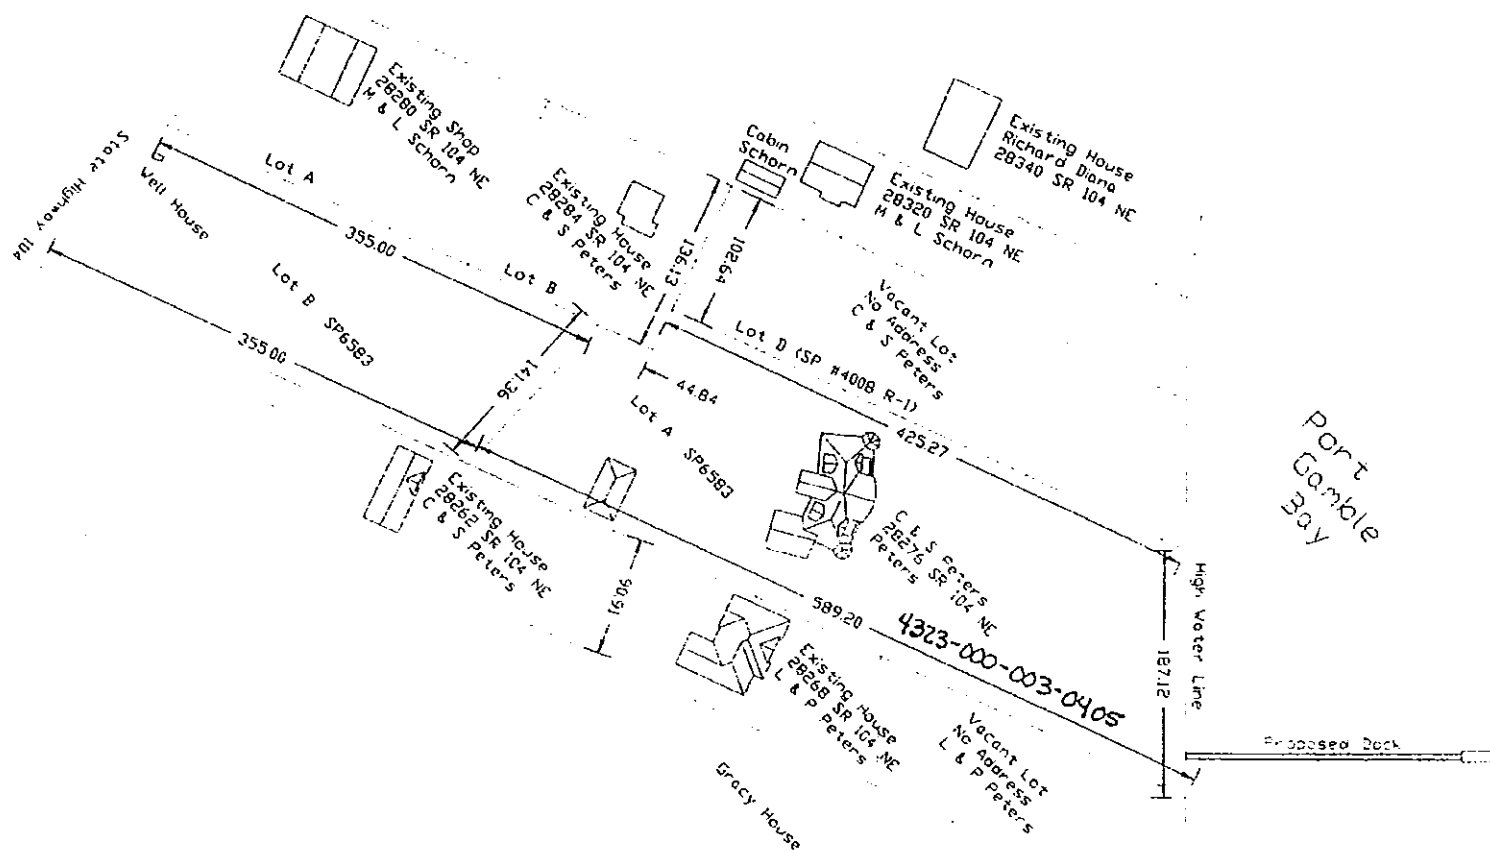 Existing Shop
28280 SR 104 NE
M & L Schorn
State Highway 104
Well House
Lot A
355.00
Lot B
Existing House
28284 SR 104 NE
C & S Peters
Cabin
Schorn
136.13
102.64
Existing House
28320 SR 104 NE
M & L Schorn
Existing House
Richard Diana
28340 SR 104 NE
Vacant Lot
No Address
C & S Peters
Lot B SP6583
355.00
141.36
44.84
Lot D (SP #4008 R-1)
425.27
Lot A SP6583
Existing House
28262 SR 104 NE
C & S Peters
90.91
C & S Peters
28276 SR 104 NE
Peters
589.20
4323-000-003-0405
Existing House
28268 SR 104 NE
L & P Peters
Vacant Lot
No Address
L & P Peters
Gracy House
High Water Line
187.12
Proposed Dock
Port
Gamble
Bay